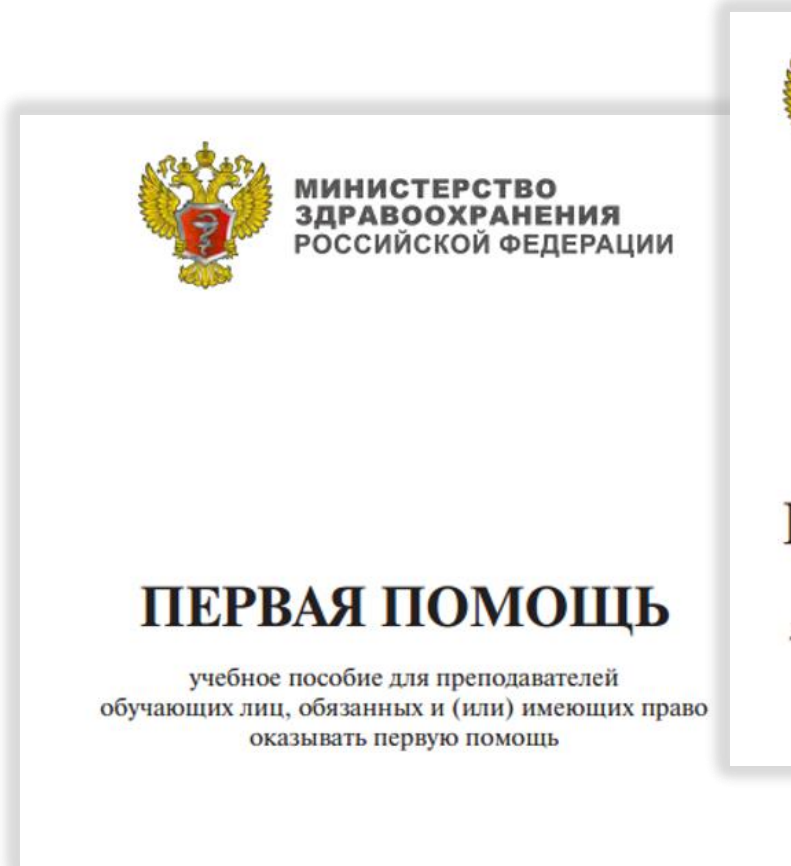 МИНИСТЕРСТВО
ЗДРАВООХРАНЕНИЯ
РОССИЙСКОЙ ФЕДЕРАЦИИ
ПЕРВАЯ ПОМОЩЬ
учебное пособие для преподавателей
обучающих лиц, обязанных и (или) имеющих право
оказывать первую помощь